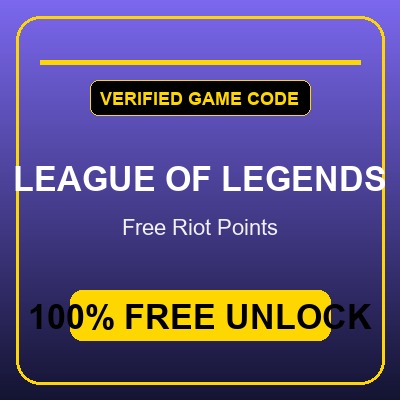 VERIFIED GAME CODE
LEAGUE OF LEGENDS
Free Riot Points
100% FREE UNLOCK